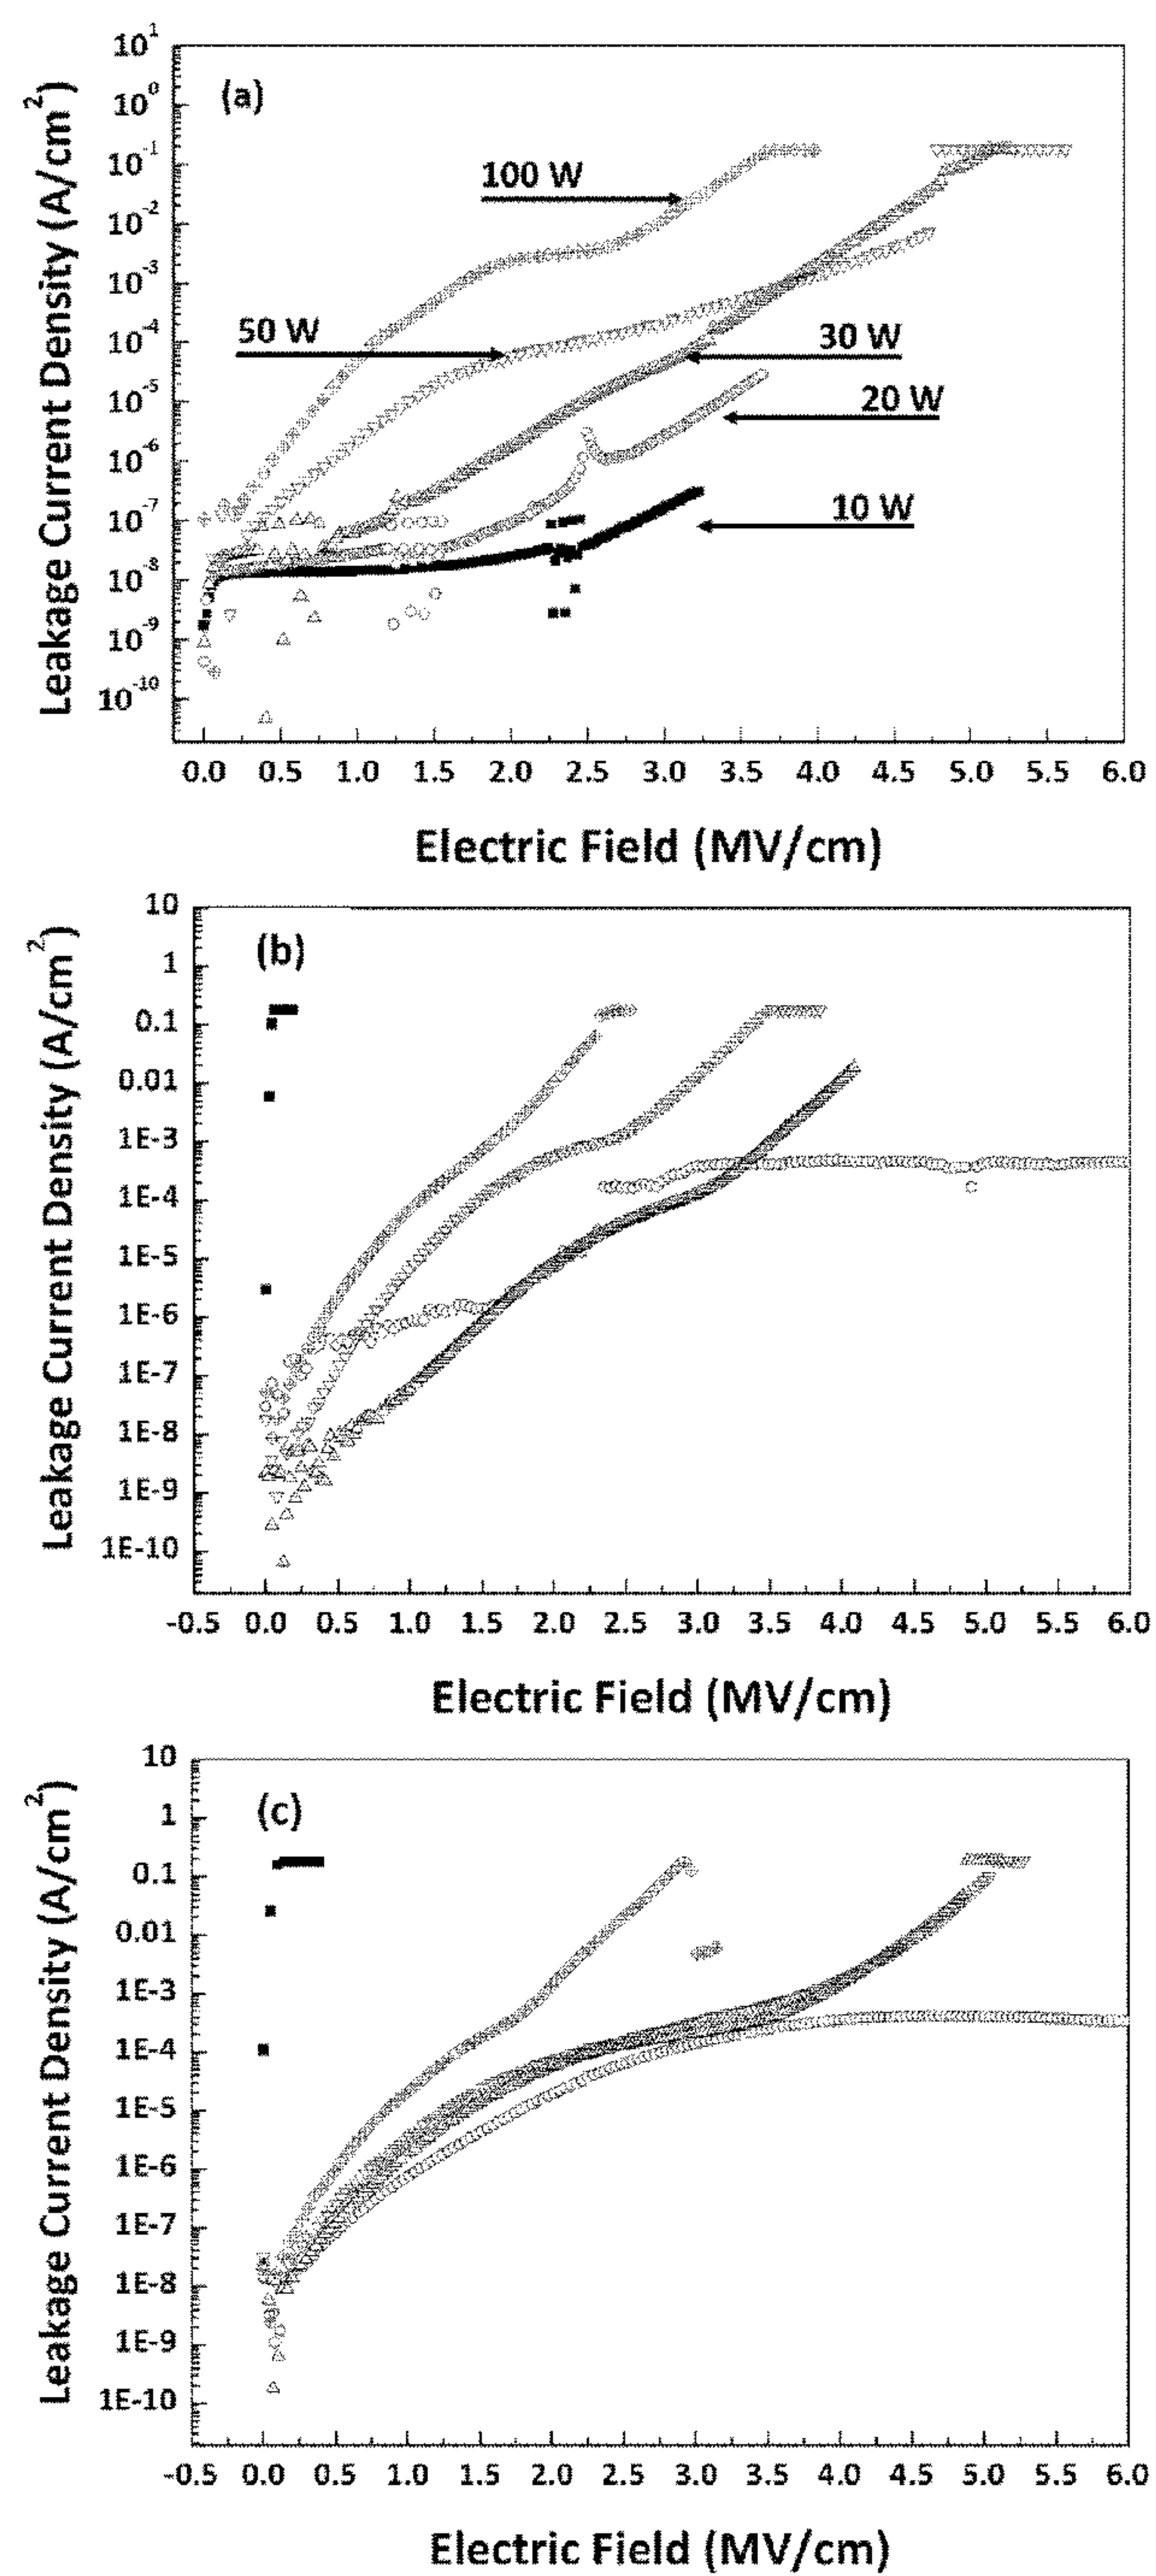 (a)
Leakage Current Density (A/cm²)
10¹
10⁰
10⁻¹
10⁻²
10⁻³
10⁻⁴
10⁻⁵
10⁻⁶
10⁻⁷
10⁻⁸
10⁻⁹
10⁻¹⁰
100 W
50 W
30 W
20 W
10 W
0.0 0.5 1.0 1.5 2.0 2.5 3.0 3.5 4.0 4.5 5.0 5.5 6.0
Electric Field (MV/cm)
(b)
Leakage Current Density (A/cm²)
10
1
0.1
0.01
1E-3
1E-4
1E-5
1E-6
1E-7
1E-8
1E-9
1E-10
-0.5 0.0 0.5 1.0 1.5 2.0 2.5 3.0 3.5 4.0 4.5 5.0 5.5 6.0
Electric Field (MV/cm)
(c)
Leakage Current Density (A/cm²)
10
1
0.1
0.01
1E-3
1E-4
1E-5
1E-6
1E-7
1E-8
1E-9
1E-10
-0.5 0.0 0.5 1.0 1.5 2.0 2.5 3.0 3.5 4.0 4.5 5.0 5.5 6.0
Electric Field (MV/cm)